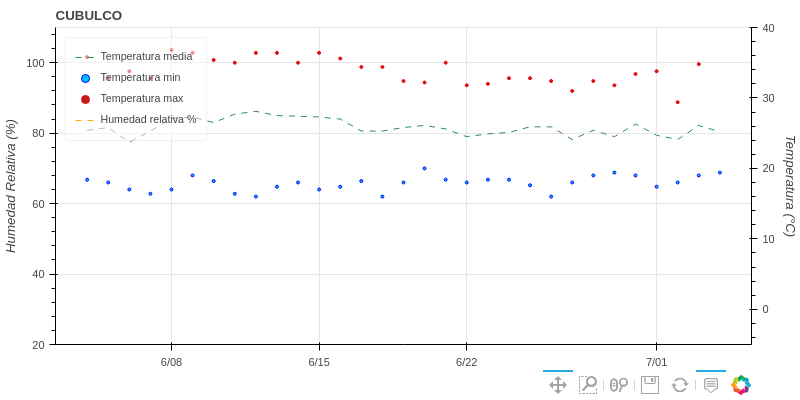 CUBULCO
Temperatura media
Temperatura min
Temperatura max
Humedad relativa %
Humedad Relativa (%)
100
80
60
40
20
40
30
20
10
0
Temperatura (°C)
6/08
6/15
6/22
7/01